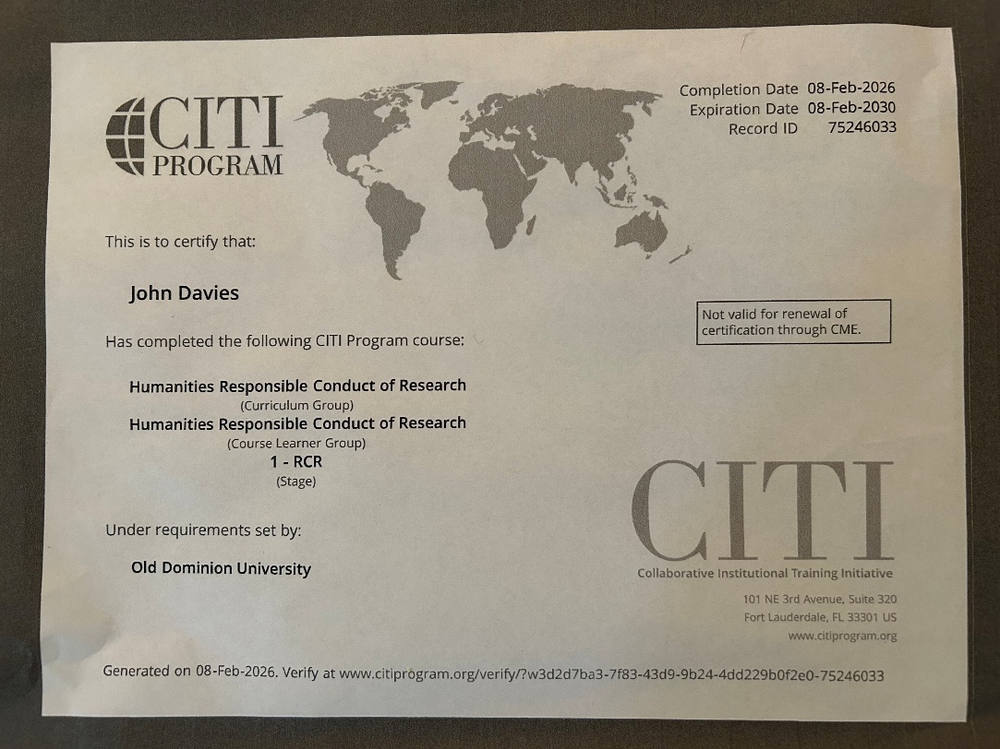 CITI
PROGRAM
Completion Date 08-Feb-2026
Expiration Date 08-Feb-2030
Record ID 75246033
This is to certify that:
John Davies
Not valid for renewal of
certification through CME.
Has completed the following CITI Program course:
Humanities Responsible Conduct of Research
(Curriculum Group)
Humanities Responsible Conduct of Research
(Course Learner Group)
1 - RCR
(Stage)
Under requirements set by:
Old Dominion University
CITI
Collaborative Institutional Training Initiative
101 NE 3rd Avenue, Suite 320
Fort Lauderdale, FL 33301 US
www.citiprogram.org
Generated on 08-Feb-2026. Verify at www.citiprogram.org/verify/?w3d2d7ba3-7f83-43d9-9b24-4dd229b0f2e0-75246033